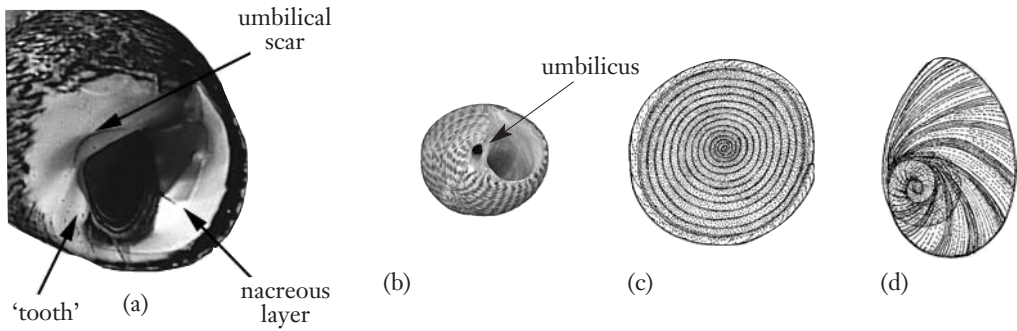 umbilical
scar
umbilicus
'tooth'
(a)
nacreous
layer
(b)
(c)
(d)